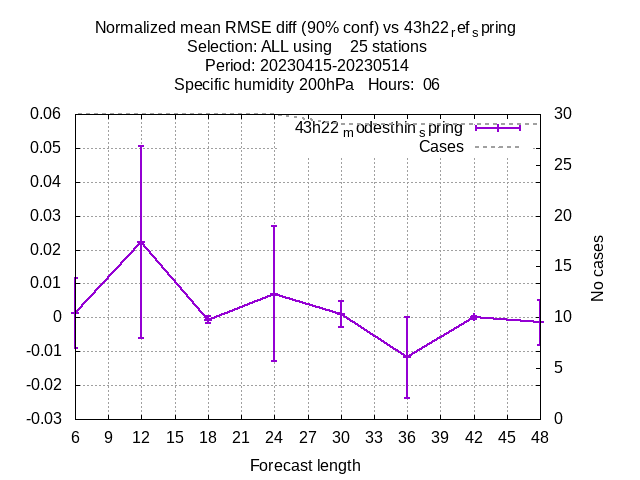 Normalized mean RMSE diff (90% conf) vs 43h22refspring
Selection: ALL using 25 stations
Period: 20230415-20230514
Specific humidity 200hPa Hours: 06
43h22modesthinspring
Cases
0.06
0.05
0.04
0.03
0.02
0.01
0
-0.01
-0.02
-0.03
30
25
20
15
10
5
0
No cases
6 9 12 15 18 21 24 27 30 33 36 39 42 45 48
Forecast length